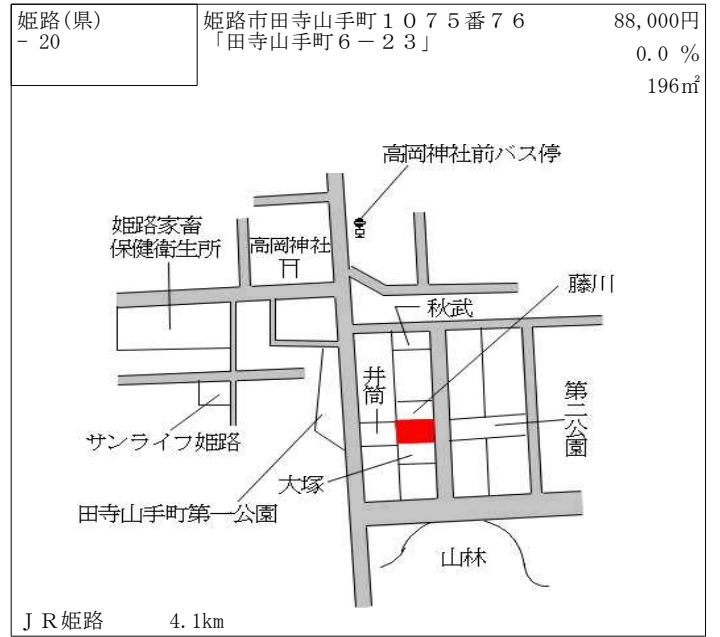 姫路(県)
- 20
姫路市田寺山手町１０７５番７６
「田寺山手町６－２３」
88,000円
0.0 %
196㎡
高岡神社前バス停
姫路家畜
保健衛生所
高岡神社
藤川
秋武
井筒
第二公園
サンライフ姫路
大塚
田寺山手町第一公園
山林
ＪＲ姫路 4.1km